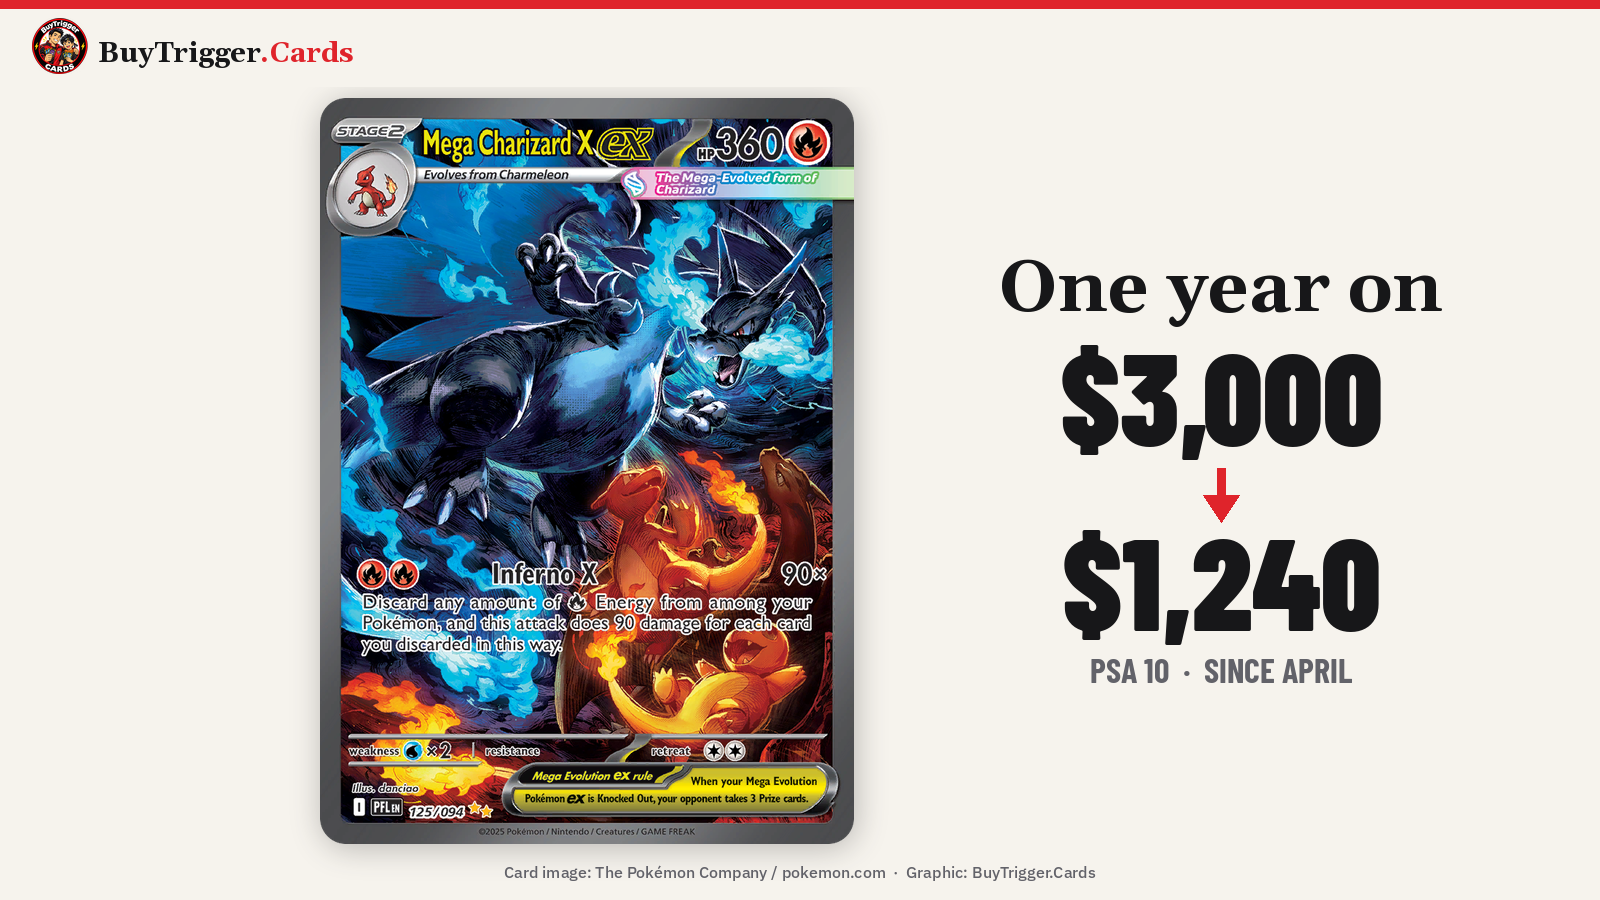 BuyTrigger
CARDS
BuyTrigger.Cards
STAGE2
Mega Charizard X ex
HP 360
Evolves from Charmeleon
The Mega-Evolved form of
Charizard
One year on
$3,000
$1,240
PSA 10 · SINCE APRIL
Inferno X 90×
Discard any amount of Energy from among your
Pokémon, and this attack does 90 damage for each card
you discarded in this way.
weakness ×2 resistance retreat
Illus. danciao
I PFL EN 125/094
Mega Evolution ex rule When your Mega Evolution
Pokémon ex is Knocked Out, your opponent takes 3 Prize cards.
©2025 Pokémon / Nintendo / Creatures / GAME FREAK
Card image: The Pokémon Company / pokemon.com · Graphic: BuyTrigger.Cards